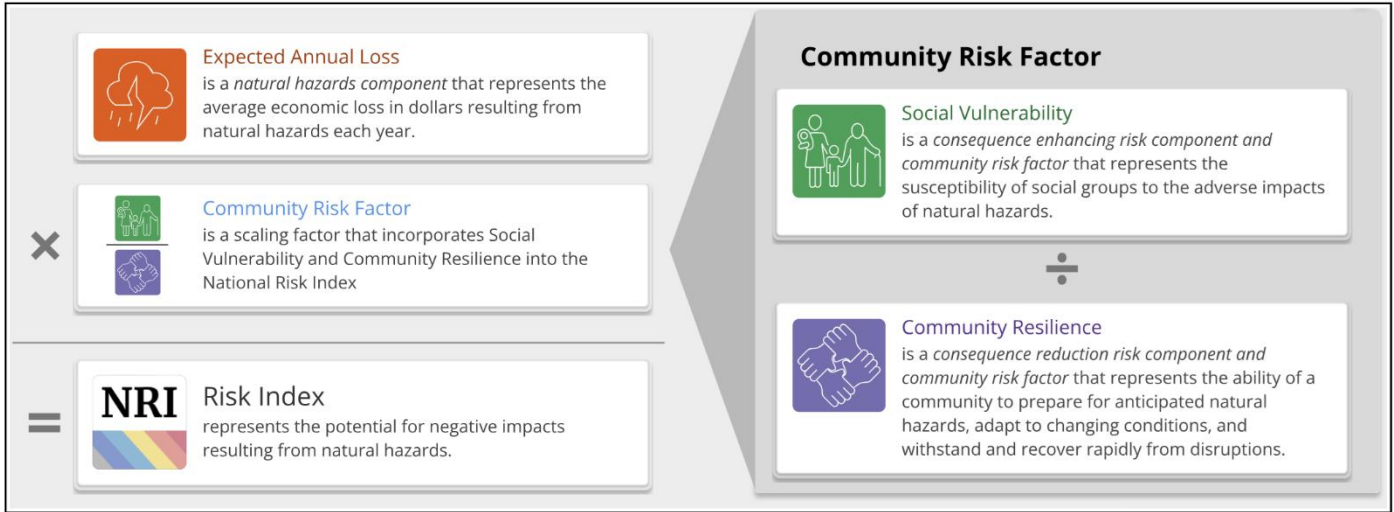 Expected Annual Loss
is a natural hazards component that represents the
average economic loss in dollars resulting from
natural hazards each year.
×
Community Risk Factor
is a scaling factor that incorporates Social
Vulnerability and Community Resilience into the
National Risk Index
=
NRI
Risk Index
represents the potential for negative impacts
resulting from natural hazards.
Community Risk Factor
Social Vulnerability
is a consequence enhancing risk component and
community risk factor that represents the
susceptibility of social groups to the adverse impacts
of natural hazards.
÷
Community Resilience
is a consequence reduction risk component and
community risk factor that represents the ability of a
community to prepare for anticipated natural
hazards, adapt to changing conditions, and
withstand and recover rapidly from disruptions.